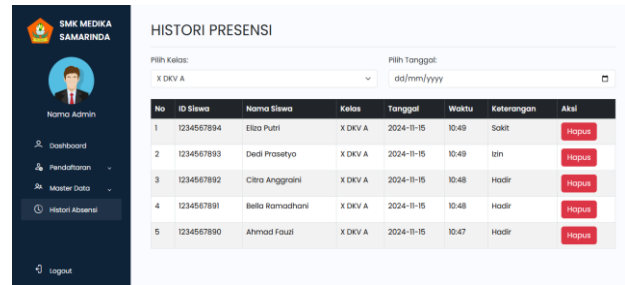 SMK MEDIKA
SAMARINDA
Nama Admin
Dashboard
Pendaftaran
Master Data
Histori Absensi
Logout
HISTORI PRESENSI
Pilih Kelas:
Pilih Tanggal:
X DKV A
dd/mm/yyyy
No ID Siswa Nama Siswa Kelas Tanggal Waktu Keterangan Aksi
1 1234567894 Eliza Putri X DKV A 2024-11-15 10:49 Sakit Hapus
2 1234567893 Dedi Prasetyo X DKV A 2024-11-15 10:49 Izin Hapus
3 1234567892 Citra Anggraini X DKV A 2024-11-15 10:48 Hadir Hapus
4 1234567891 Bella Ramadhani X DKV A 2024-11-15 10:48 Hadir Hapus
5 1234567890 Ahmad Fauzi X DKV A 2024-11-15 10:47 Hadir Hapus